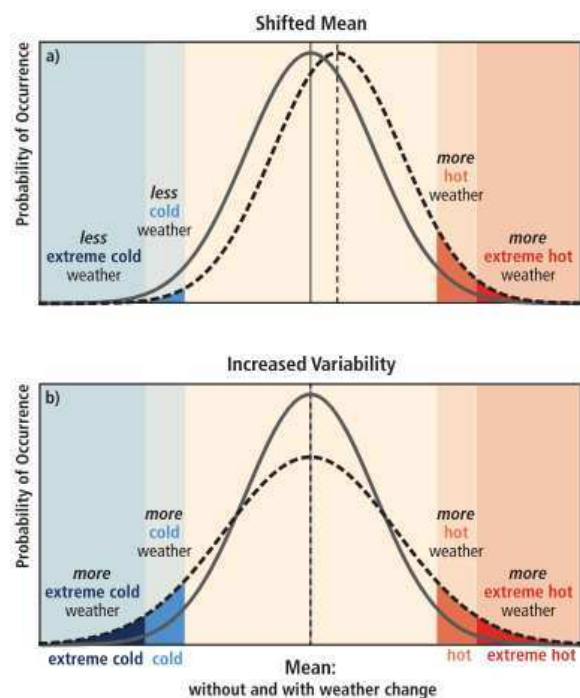 Shifted Mean
a)
Probability of Occurrence
less
extreme cold
weather
less
cold
weather
more
hot
weather
more
extreme hot
weather
Increased Variability
b)
Probability of Occurrence
more
extreme cold
weather
more
cold
weather
more
hot
weather
more
extreme hot
weather
extreme cold cold
hot extreme hot
Mean:
without and with weather change